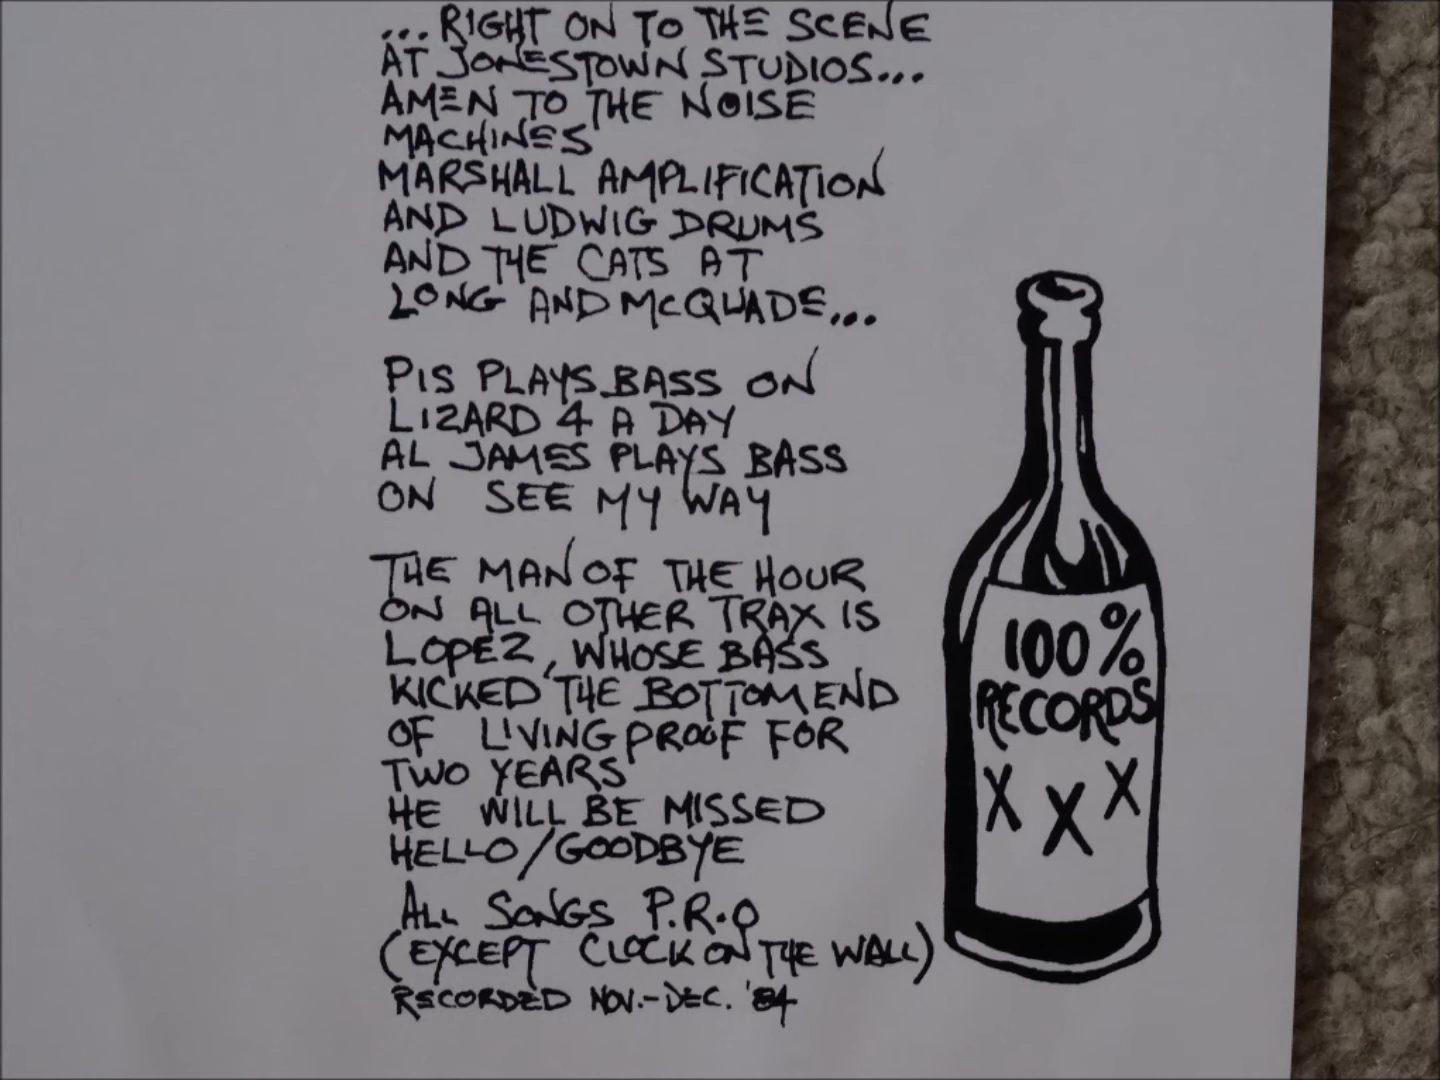 ...RIGHT ON TO THE SCENE
AT JONESTOWN STUDIOS...
AMEN TO THE NOISE
MACHINES
MARSHALL AMPLIFICATION
AND LUDWIG DRUMS
AND THE CATS AT
LONG AND MCQUADE...
PIS PLAYS BASS ON
LIZARD 4 A DAY
AL JAMES PLAYS BASS
ON SEE MY WAY
THE MAN OF THE HOUR
ON ALL OTHER TRAX IS
LOPEZ, WHOSE BASS
KICKED THE BOTTOM END
OF LIVING PROOF FOR
TWO YEARS
HE WILL BE MISSED
HELLO/GOODBYE
ALL SONGS P.R.O
(EXCEPT CLOCK ON THE WALL)
RECORDED NOV.-DEC. '84
100%
RECORDS
X X X